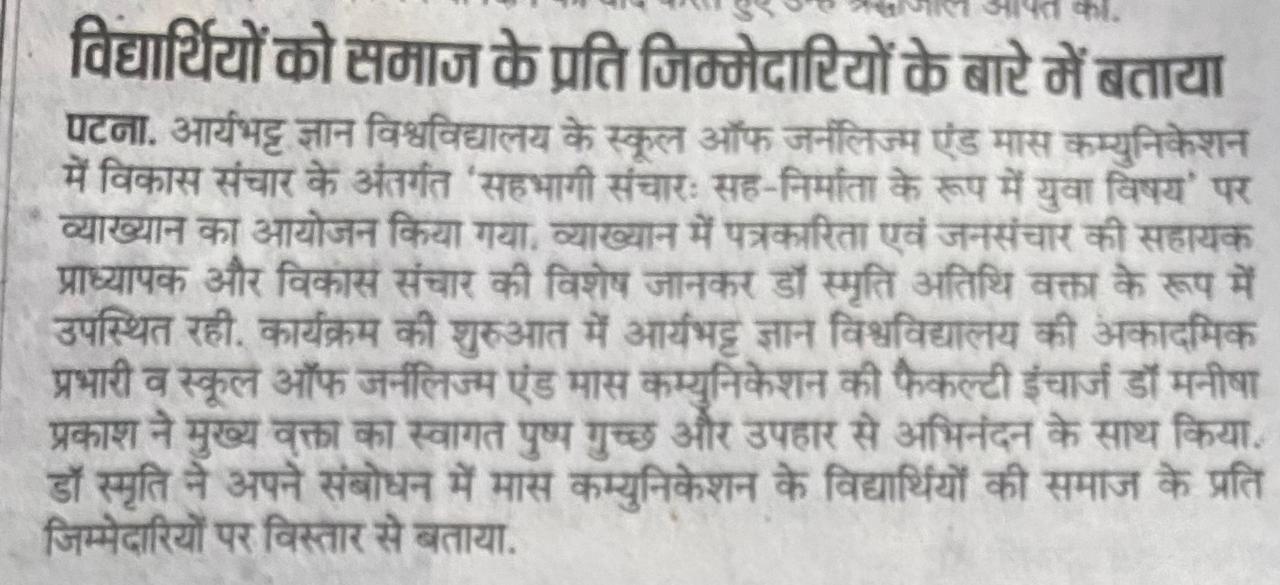 करते हुए उन्हें श्रद्धांजलि अर्पित की.
विद्यार्थियों को समाज के प्रति जिम्मेदारियों के बारे में बताया
पटना. आर्यभट्ट ज्ञान विश्वविद्यालय के स्कूल ऑफ जर्नलिज्म एंड मास कम्युनिकेशन
में विकास संचार के अंतर्गत 'सहभागी संचार: सह-निर्माता के रूप में युवा विषय' पर
व्याख्यान का आयोजन किया गया. व्याख्यान में पत्रकारिता एवं जनसंचार की सहायक
प्राध्यापक और विकास संचार की विशेष जानकर डॉ स्मृति अतिथि वक्ता के रूप में
उपस्थित रही. कार्यक्रम की शुरुआत में आर्यभट्ट ज्ञान विश्वविद्यालय की अकादमिक
प्रभारी व स्कूल ऑफ जर्नलिज्म एंड मास कम्युनिकेशन की फैकल्टी इंचार्ज डॉ मनीषा
प्रकाश ने मुख्य वक्ता का स्वागत पुष्प गुच्छ और उपहार से अभिनंदन के साथ किया.
डॉ स्मृति ने अपने संबोधन में मास कम्युनिकेशन के विद्यार्थियों की समाज के प्रति
जिम्मेदारियों पर विस्तार से बताया.